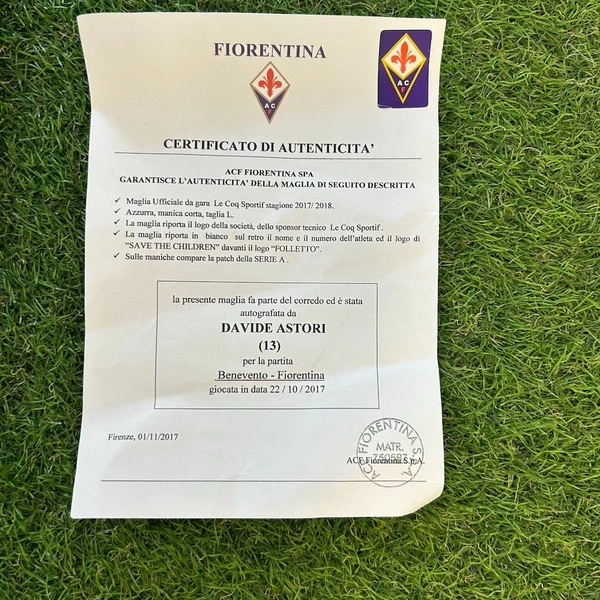 FIORENTINA
A C
F
A C
F
CERTIFICATO DI AUTENTICITA'
ACF FIORENTINA SPA
GARANTISCE L'AUTENTICITA' DELLA MAGLIA DI SEGUITO DESCRITTA
✓ Maglia Ufficiale da gara Le Coq Sportif stagione 2017/ 2018.
✓ Azzurra, manica corta, taglia L.
✓ La maglia riporta il logo della società, dello sponsor tecnico Le Coq Sportif .
✓ La maglia riporta in bianco sul retro il nome e il numero dell'atleta ed il logo di
"SAVE THE CHILDREN" davanti il logo "FOLLETTO".
✓ Sulle maniche compare la patch della SERIE A .
la presente maglia fa parte del corredo ed è stata
autografata da
DAVIDE ASTORI
(13)
per la partita
Benevento - Fiorentina
giocata in data 22 / 10 / 2017
Firenze, 01/11/2017
ACF FIORENTINA S.p.A.
MATR.
ACF Fiorentina S.p.A.